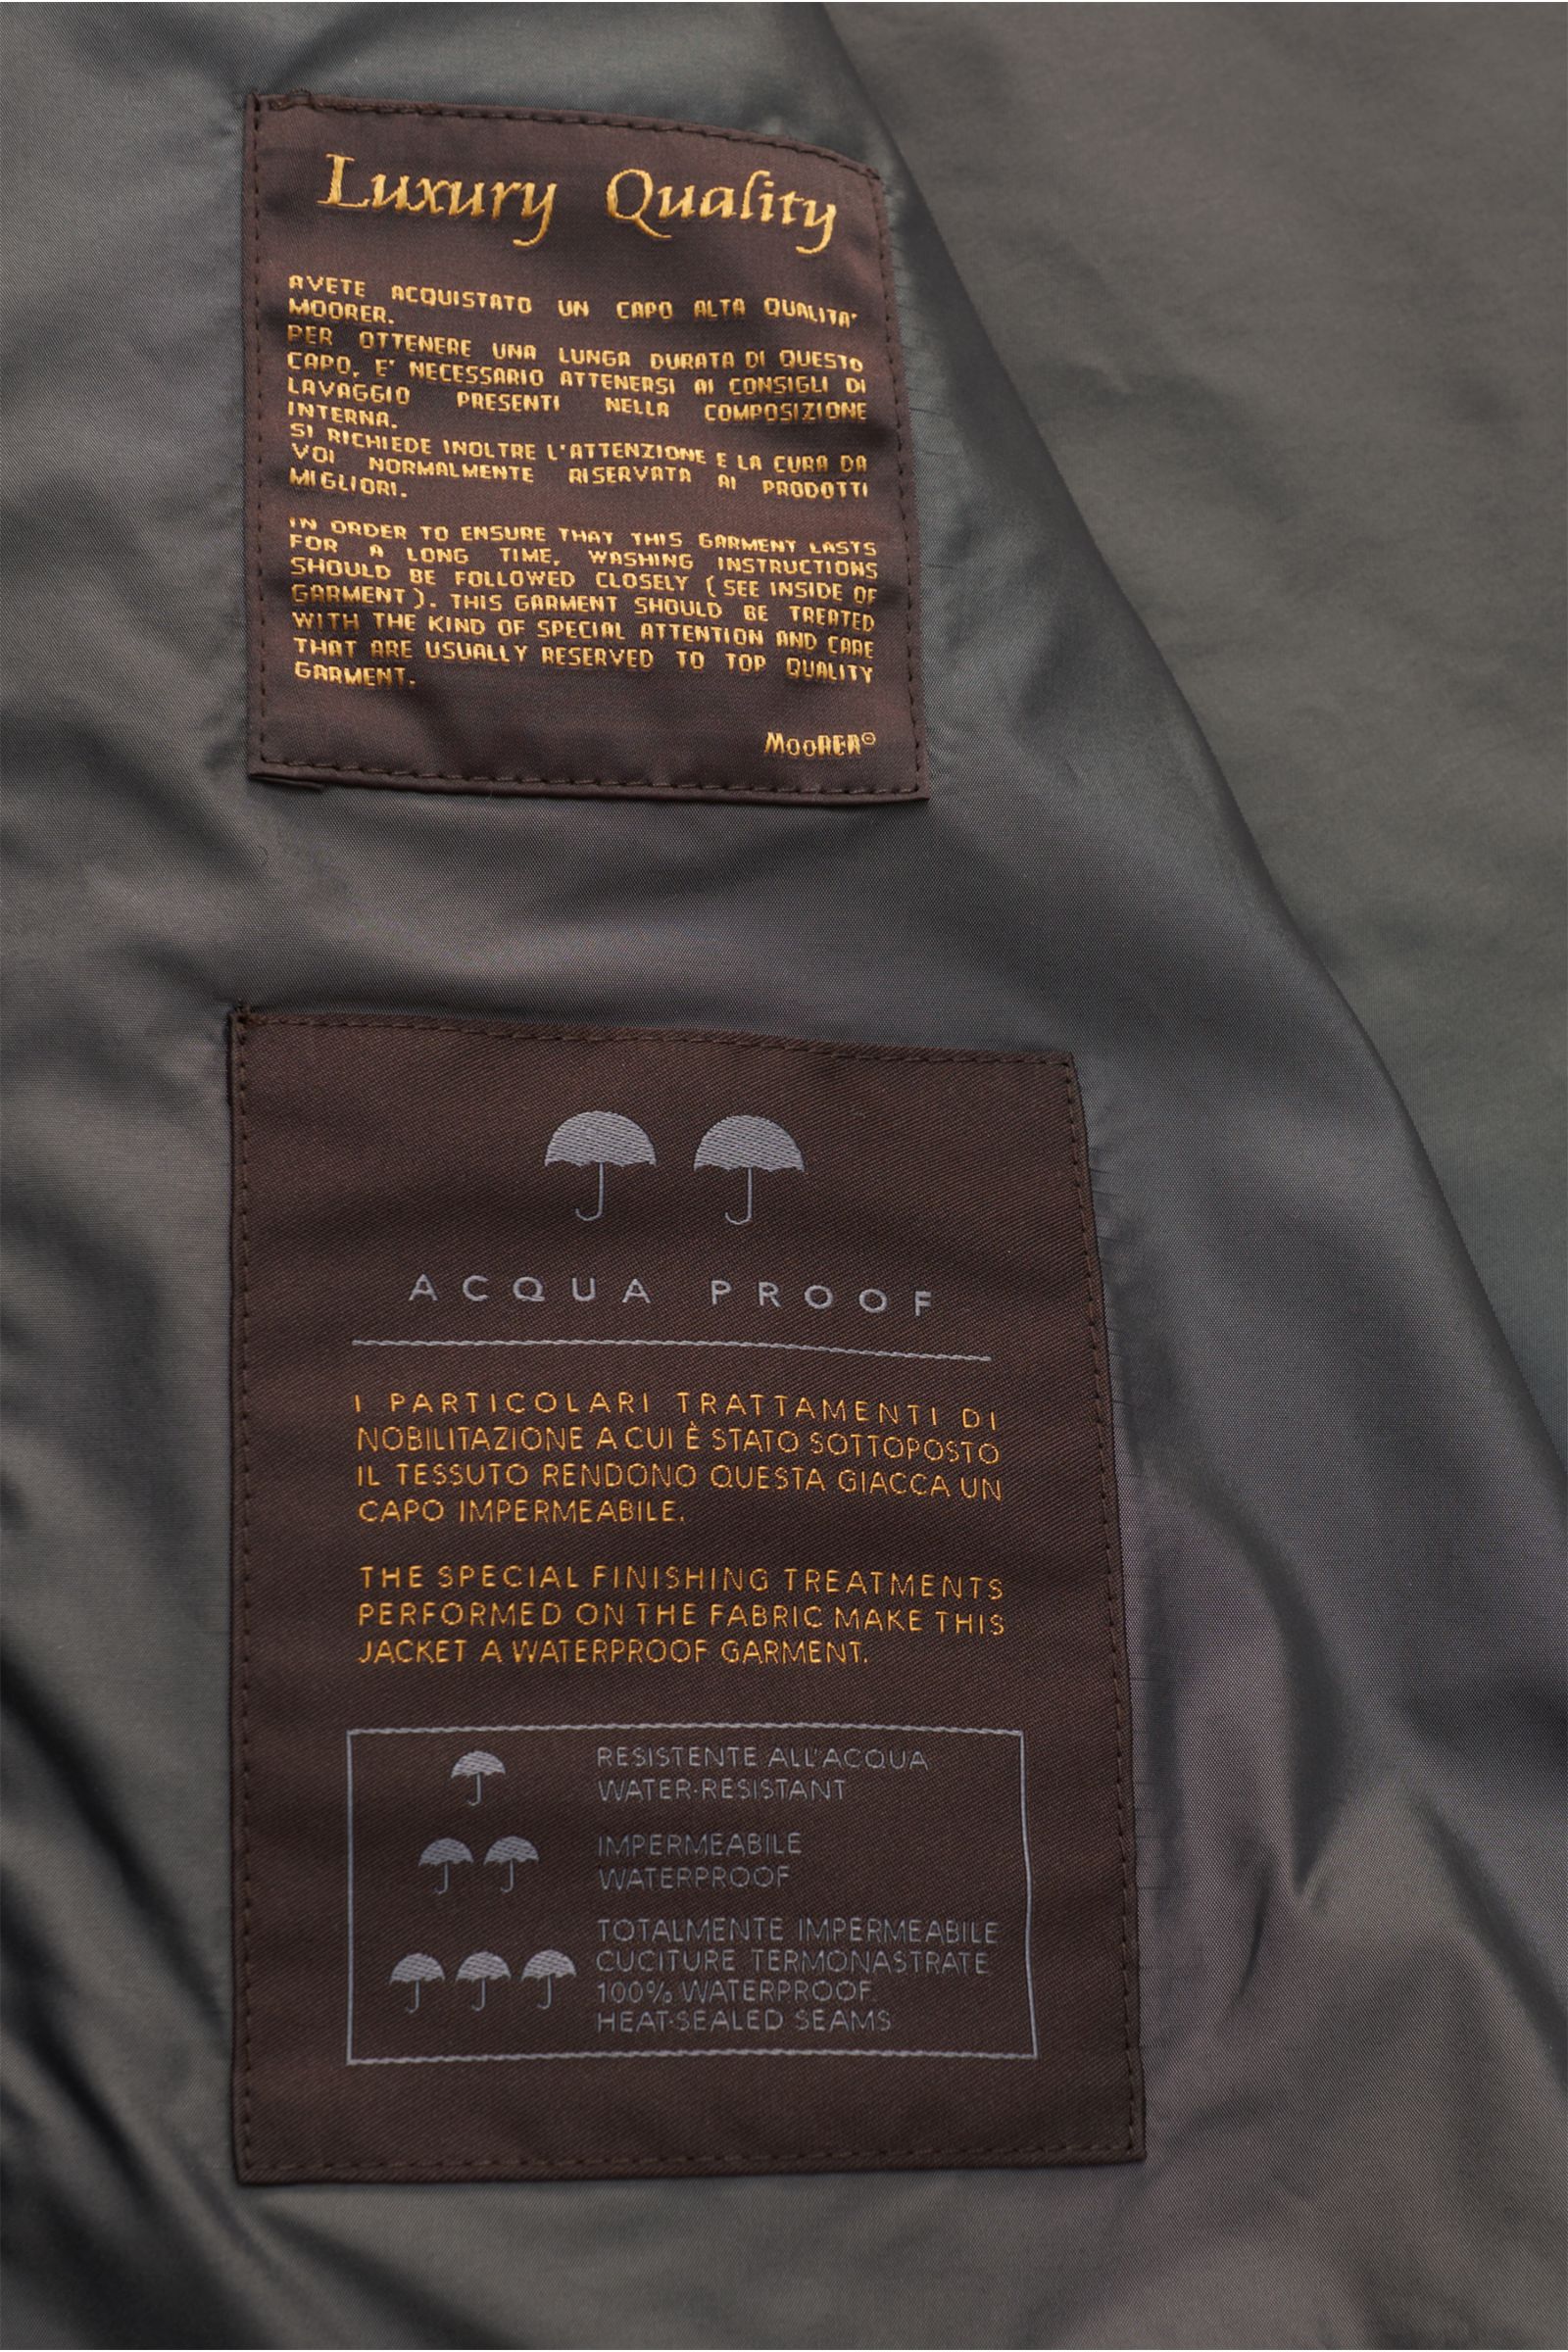 Luxury Quality
AVETE ACQUISTATO UN CAPO ALTA QUALITA'
MOORER.
PER OTTENERE UNA LUNGA DURATA DI QUESTO
CAPO, E' NECESSARIO ATTENERSI AI CONSIGLI DI
LAVAGGIO PRESENTI NELLA COMPOSIZIONE
INTERNA.
SI RICHIEDE INOLTRE L'ATTENZIONE E LA CURA DA
VOI NORMALMENTE RISERVATA AI PRODOTTI
MIGLIORI.
IN ORDER TO ENSURE THAT THIS GARMENT LASTS
FOR A LONG TIME, WASHING INSTRUCTIONS
SHOULD BE FOLLOWED CLOSELY (SEE INSIDE OF
GARMENT). THIS GARMENT SHOULD BE TREATED
WITH THE KIND OF SPECIAL ATTENTION AND CARE
THAT ARE USUALLY RESERVED TO TOP QUALITY
GARMENT.
MOORER©
ACQUA PROOF
I PARTICOLARI TRATTAMENTI DI
NOBILITAZIONE A CUI È STATO SOTTOPOSTO
IL TESSUTO RENDONO QUESTA GIACCA UN
CAPO IMPERMEABILE.
THE SPECIAL FINISHING TREATMENTS
PERFORMED ON THE FABRIC MAKE THIS
JACKET A WATERPROOF GARMENT.
RESISTENTE ALL'ACQUA
WATER-RESISTANT
IMPERMEABILE
WATERPROOF
TOTALMENTE IMPERMEABILE
CUCITURE TERMONASTRATE
100% WATERPROOF.
HEAT-SEALED SEAMS